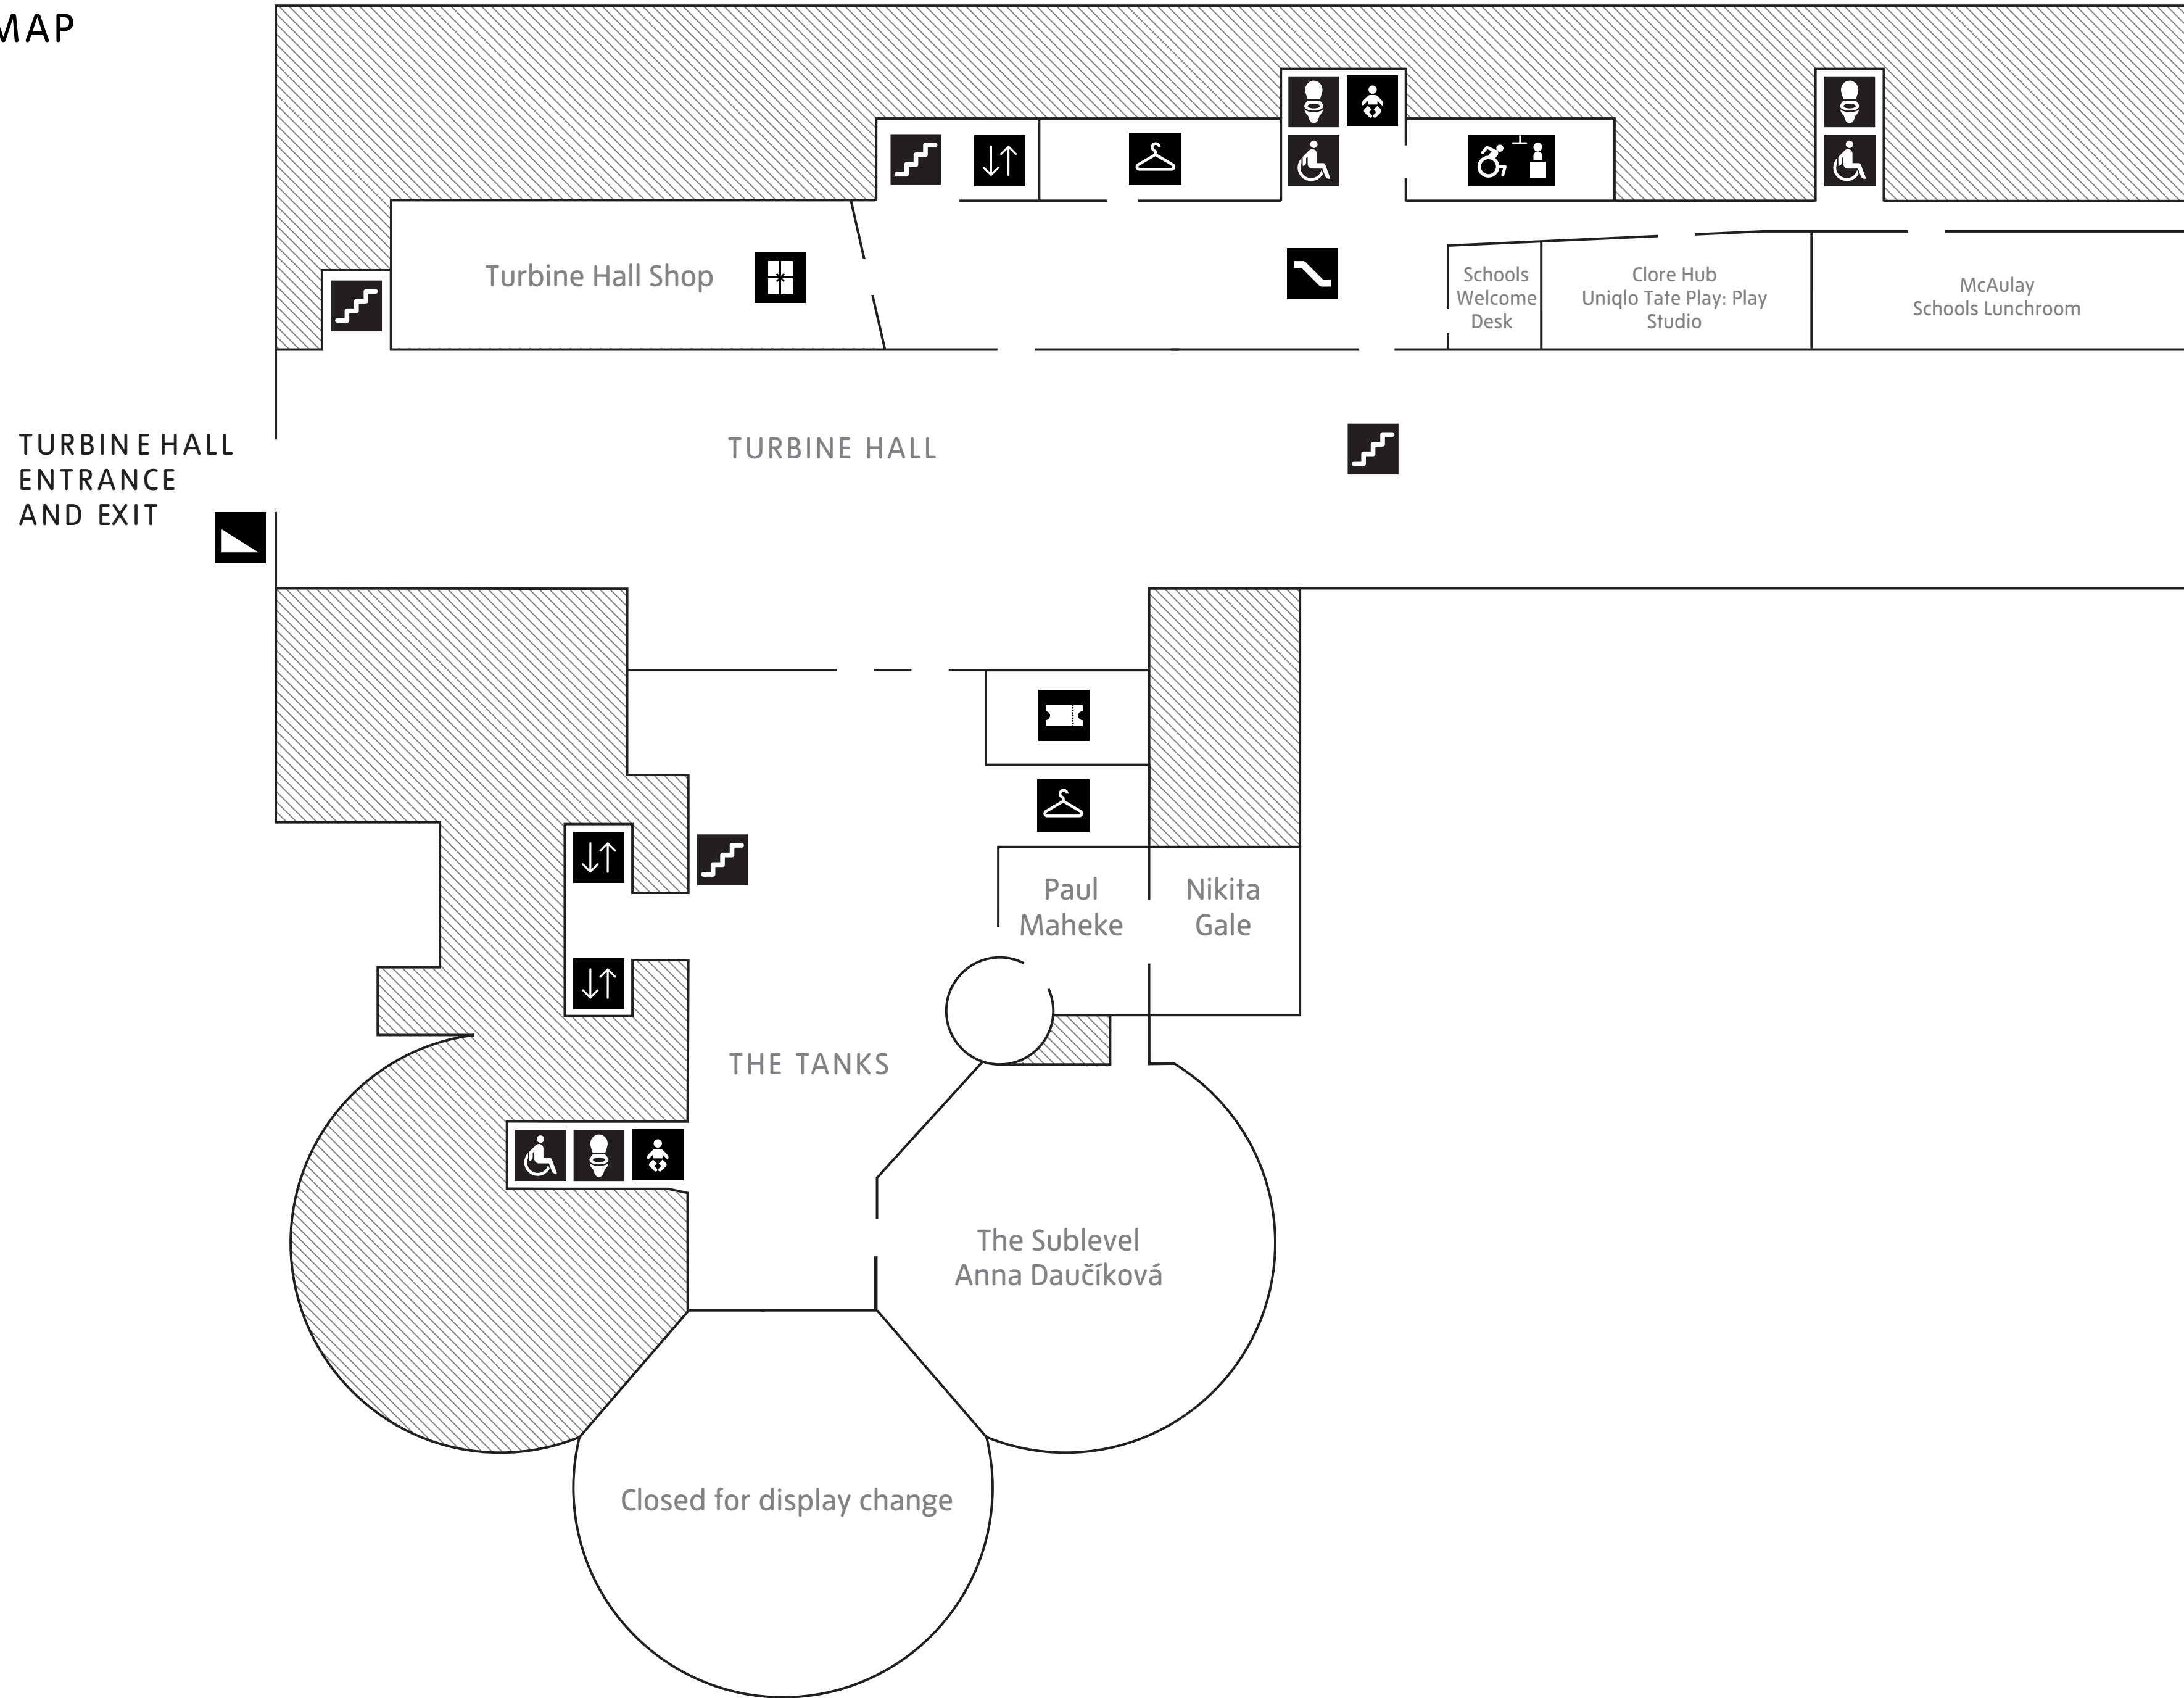 MAP
Turbine Hall Shop
Schools
Welcome
Desk
Clore Hub
Uniqlo Tate Play: Play
Studio
McAulay
Schools Lunchroom
TURBINE HALL
ENTRANCE
AND EXIT
TURBINE HALL
Paul
Maheke
Nikita
Gale
THE TANKS
The Sublevel
Anna Daučíková
Closed for display change